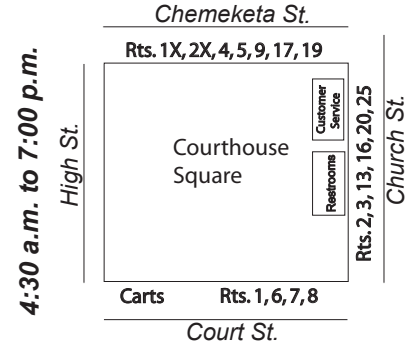 Chemeketa St.
Rts. 1X, 2X, 4, 5, 9, 17, 19
4:30 a.m. to 7:00 p.m.
High St.
Courthouse
Square
Customer
Service
Restrooms
Rts. 2, 3, 13, 16, 20, 25
Church St.
Carts
Rts. 1, 6, 7, 8
Court St.